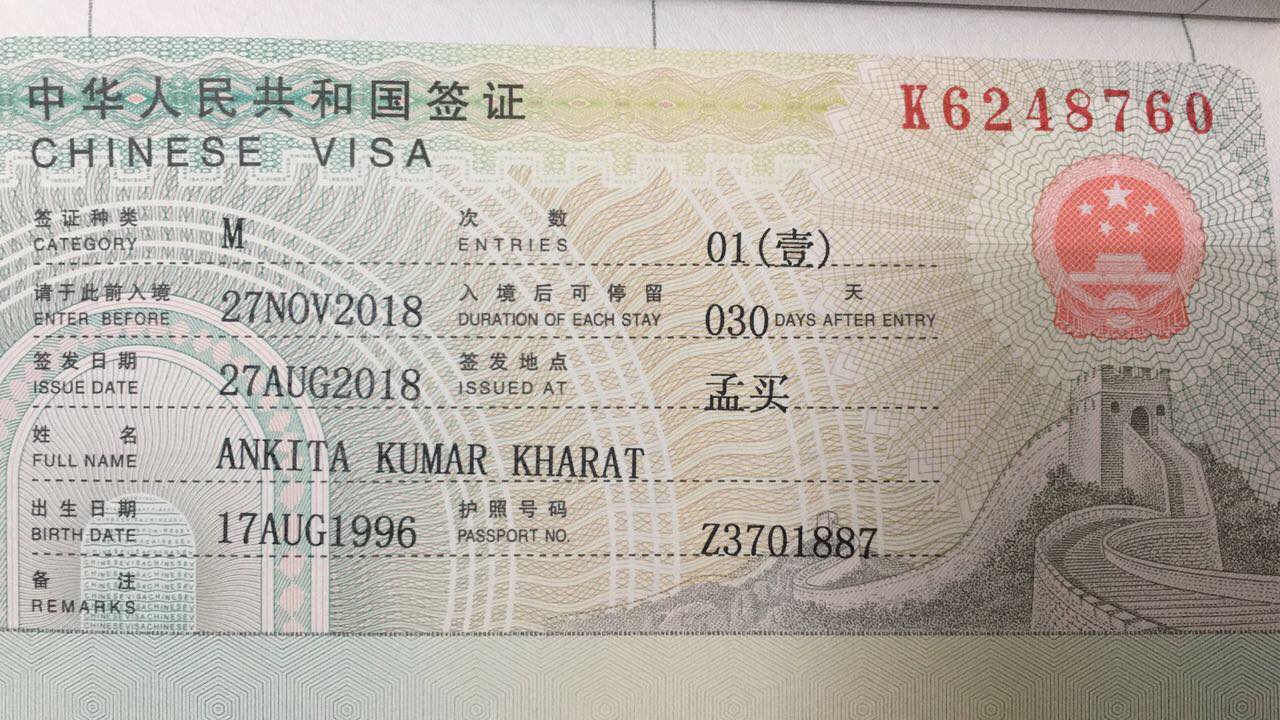 中华人民共和国签证
K6248760
CHINESE VISA
签证种类
CATEGORY
M
次 数
ENTRIES
01(壹)
请于此前入境
ENTER BEFORE
27NOV2018
入境后可停留
DURATION OF EACH STAY
030
天
DAYS AFTER ENTRY
签发日期
ISSUE DATE
27AUG2018
签发地点
ISSUED AT
孟买
姓 名
FULL NAME
ANKITA KUMAR KHARAT
出生日期
BIRTH DATE
17AUG1996
护照号码
PASSPORT NO.
Z3701887
备 注
REMARKS
CHINESEVISACHINESEV
CHINESEVISACHINESEV
CHINESEVISACHINESEV
CHINESEVISACHINESEV